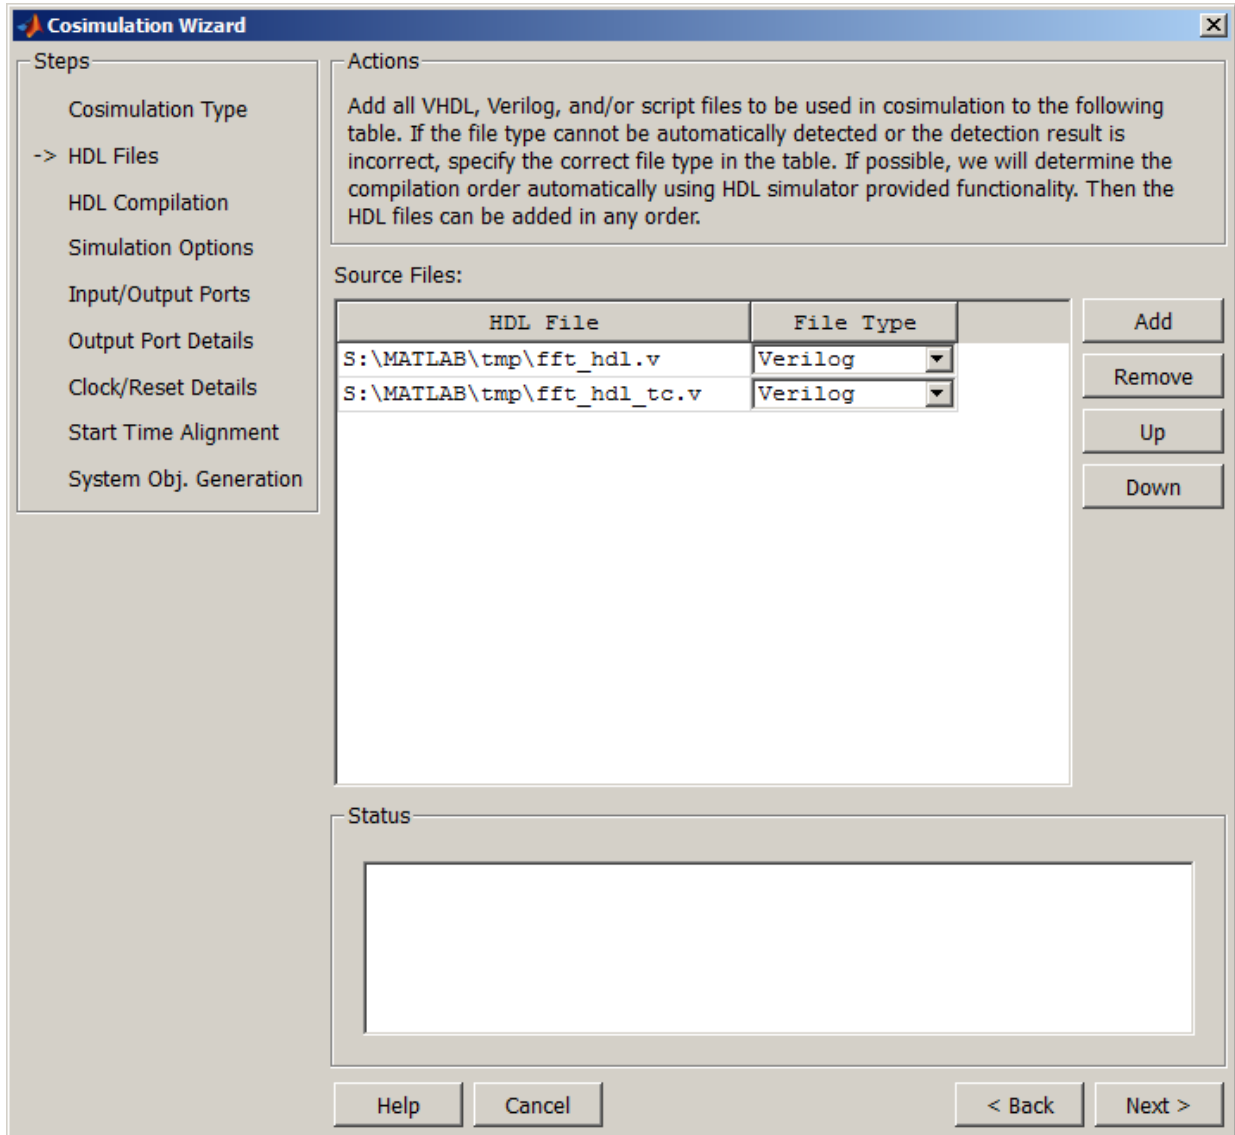 Cosimulation Wizard
Steps
Cosimulation Type
-> HDL Files
HDL Compilation
Simulation Options
Input/Output Ports
Output Port Details
Clock/Reset Details
Start Time Alignment
System Obj. Generation
Actions
Add all VHDL, Verilog, and/or script files to be used in cosimulation to the following
table. If the file type cannot be automatically detected or the detection result is
incorrect, specify the correct file type in the table. If possible, we will determine the
compilation order automatically using HDL simulator provided functionality. Then the
HDL files can be added in any order.
Source Files:
HDL File File Type
S:\MATLAB\tmp\fft_hdl.v Verilog
S:\MATLAB\tmp\fft_hdl_tc.v Verilog
Add
Remove
Up
Down
Status
Help Cancel < Back Next >